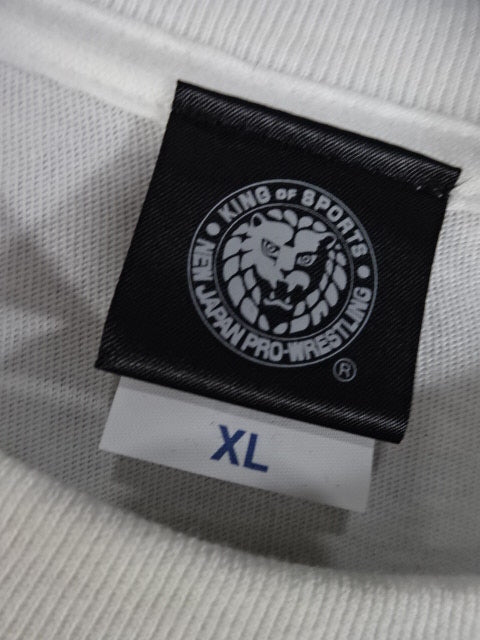 KING OF SPORTS
NEW JAPAN PRO-WRESTLING
®
XL